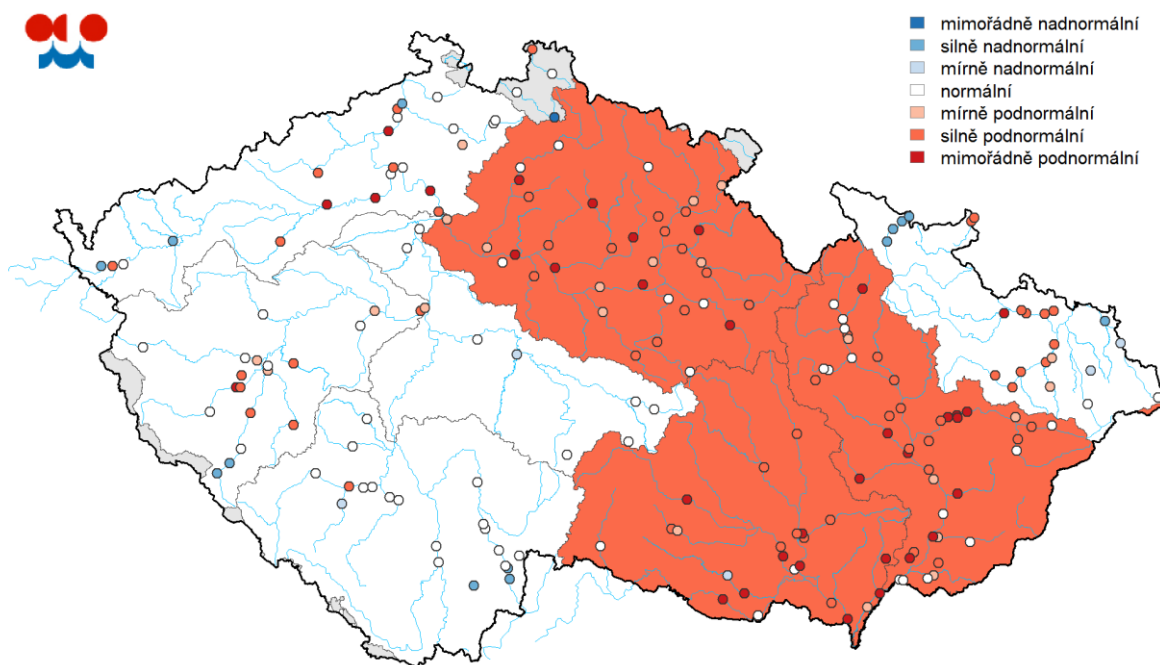 mimořádně nadnormální
silně nadnormální
mírně nadnormální
normální
mírně podnormální
silně podnormální
mimořádně podnormální